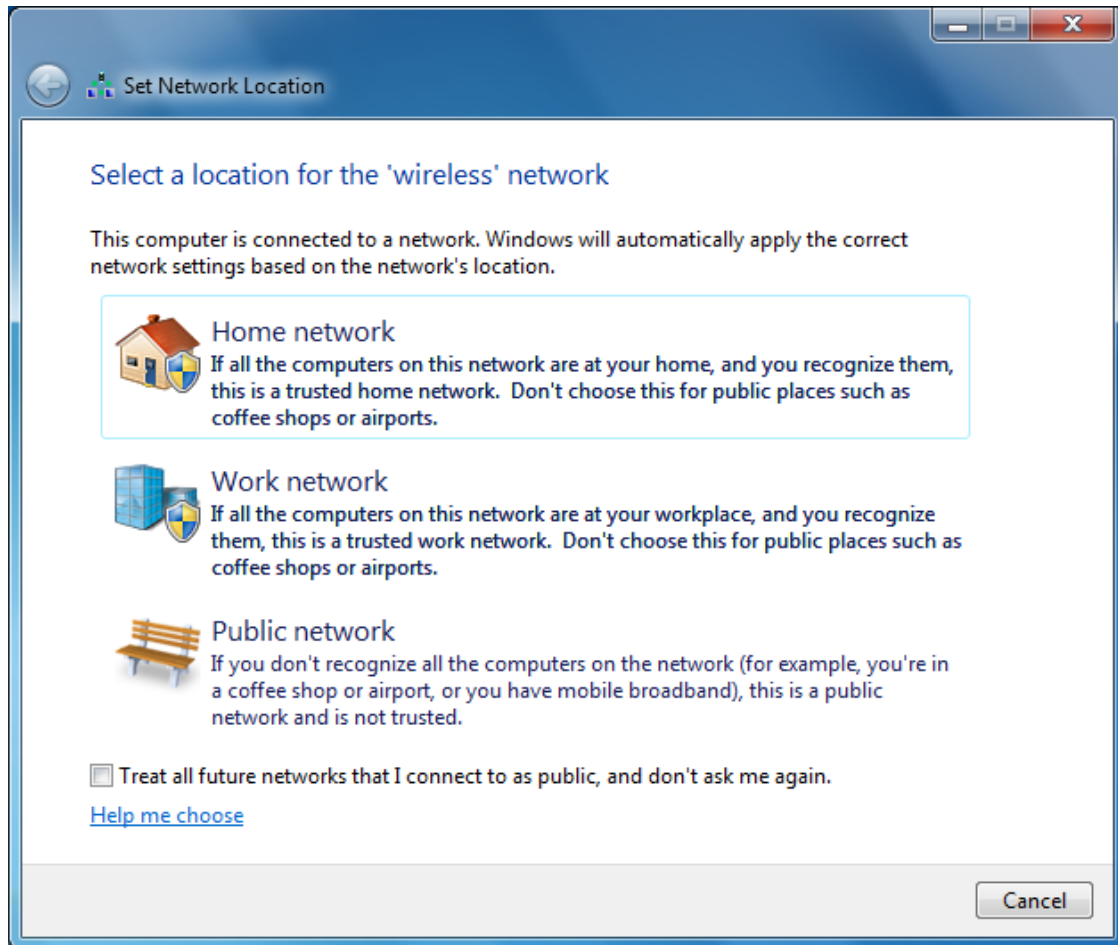 Set Network Location
Select a location for the 'wireless' network
This computer is connected to a network. Windows will automatically apply the correct
network settings based on the network's location.
Home network
If all the computers on this network are at your home, and you recognize them,
this is a trusted home network.  Don't choose this for public places such as
coffee shops or airports.
Work network
If all the computers on this network are at your workplace, and you recognize
them, this is a trusted work network.  Don't choose this for public places such as
coffee shops or airports.
Public network
If you don't recognize all the computers on the network (for example, you're in
a coffee shop or airport, or you have mobile broadband), this is a public
network and is not trusted.
Treat all future networks that I connect to as public, and don't ask me again.
Help me choose
Cancel